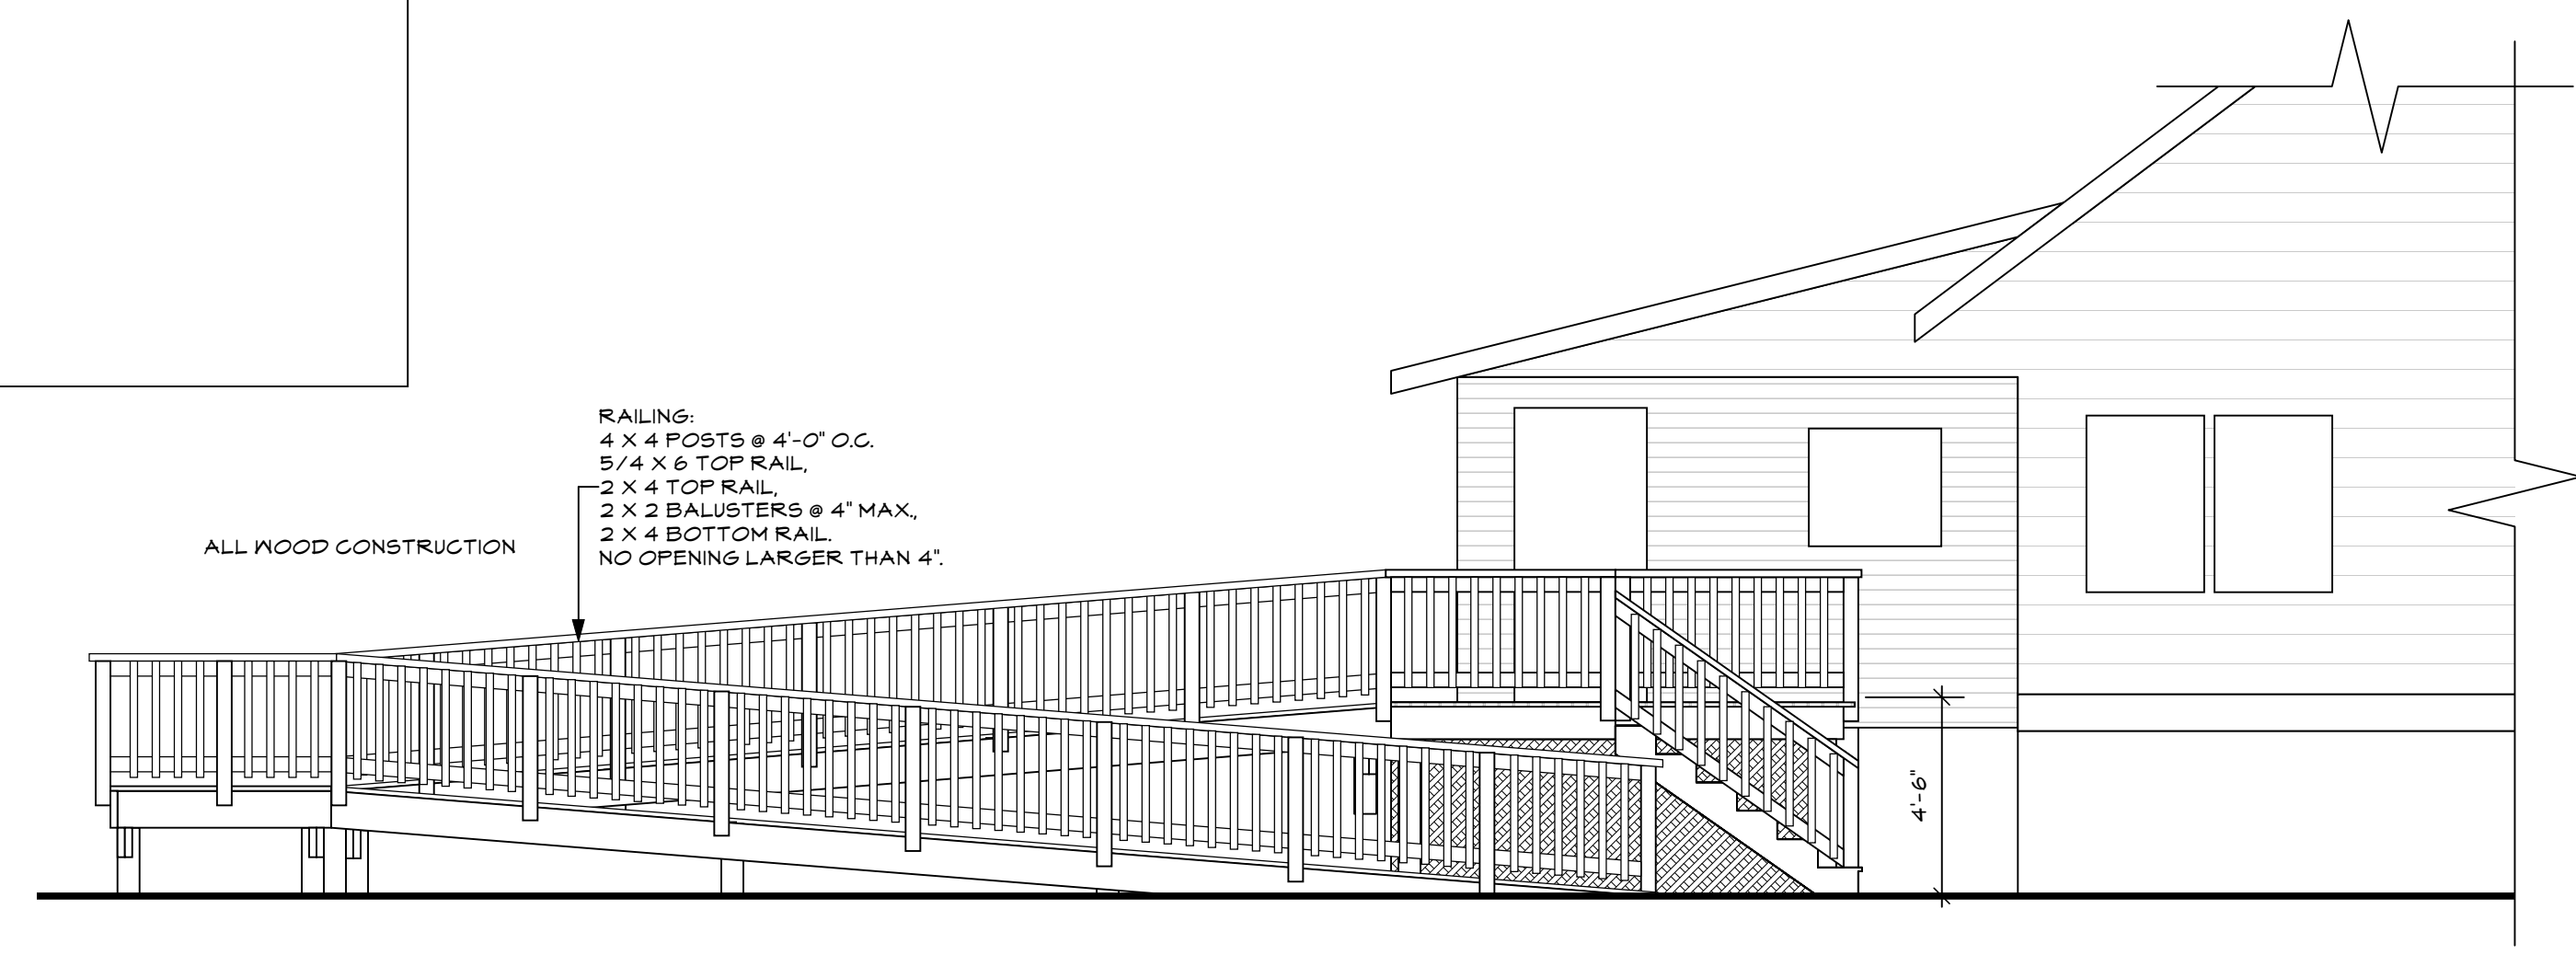 RAILING:
4 X 4 POSTS @ 4'-0" O.C.
5/4 X 6 TOP RAIL,
2 X 4 TOP RAIL,
2 X 2 BALUSTERS @ 4" MAX.,
2 X 4 BOTTOM RAIL.
NO OPENING LARGER THAN 4".
ALL WOOD CONSTRUCTION
4'-6"